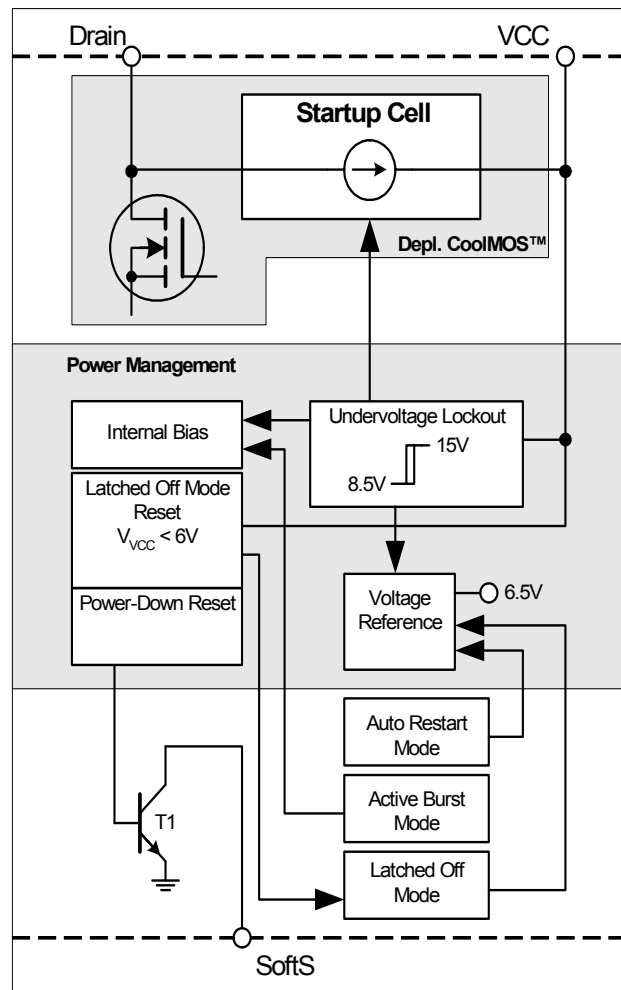 Drain
VCC
Startup Cell
Depl. CoolMOS™
Power Management
Internal Bias
Undervoltage Lockout
15V
8.5V
Latched Off Mode
Reset
VVCC < 6V
Power-Down Reset
Voltage
Reference
6.5V
Auto Restart
Mode
T1
Active Burst
Mode
Latched Off
Mode
SoftS